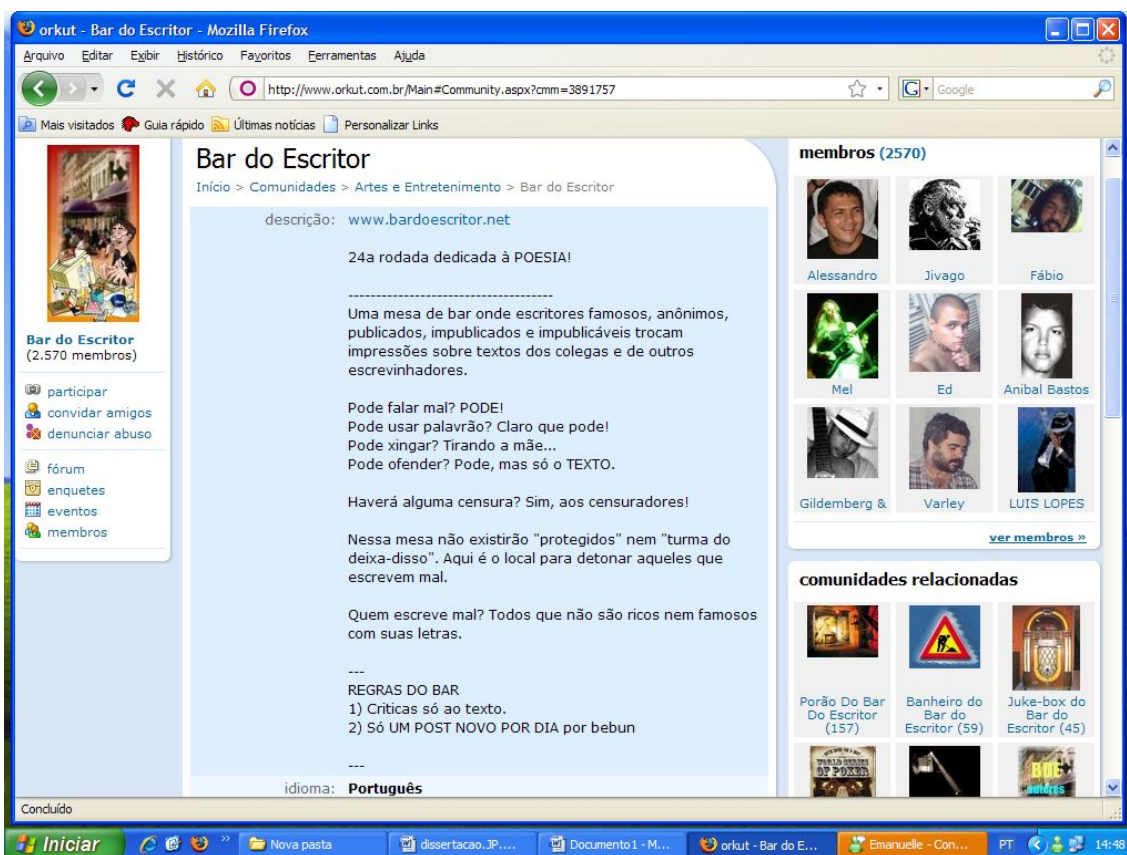 orkut - Bar do Escritor - Mozilla Firefox
Arquivo Editar Exibir Histórico Favoritos Ferramentas Ajuda
http://www.orkut.com.br/Main#Community.aspx?cmm=3891757
G Google
Mais visitados Guia rápido Últimas notícias Personalizar Links
Bar do Escritor
(2.570 membros)
participar
convidar amigos
denunciar abuso
fórum
enquetes
eventos
membros
Bar do Escritor
Início > Comunidades > Artes e Entretenimento > Bar do Escritor
descrição: www.bardoescritor.net
24a rodada dedicada à POESIA!
--------------------------------------
Uma mesa de bar onde escritores famosos, anônimos,
publicados, impublicados e impublicáveis trocam
impressões sobre textos dos colegas e de outros
escrevinhadores.
Pode falar mal? PODE!
Pode usar palavrão? Claro que pode!
Pode xingar? Tirando a mãe...
Pode ofender? Pode, mas só o TEXTO.
Haverá alguma censura? Sim, aos censuradores!
Nessa mesa não existirão "protegidos" nem "turma do
deixa-disso". Aqui é o local para detonar aqueles que
escrevem mal.
Quem escreve mal? Todos que não são ricos nem famosos
com suas letras.
---
REGRAS DO BAR
1) Criticas só ao texto.
2) Só UM POST NOVO POR DIA por bebun
---
idioma: Português
membros (2570)
Alessandro Jivago Fábio
Mel Ed Anibal Bastos
Gildemberg & Varley LUIS LOPES
ver membros »
comunidades relacionadas
Porão Do Bar Do Escritor (157)
Banheiro do Bar do Escritor (59)
Juke-box do Bar do Escritor (45)
WORLD SERIES
OF POKER
BDE
autores
Concluído
Iniciar » Nova pasta dissertacao.JP.... Documento1 - M... orkut - Bar do E... Emanuelle - Con... PT 14:48